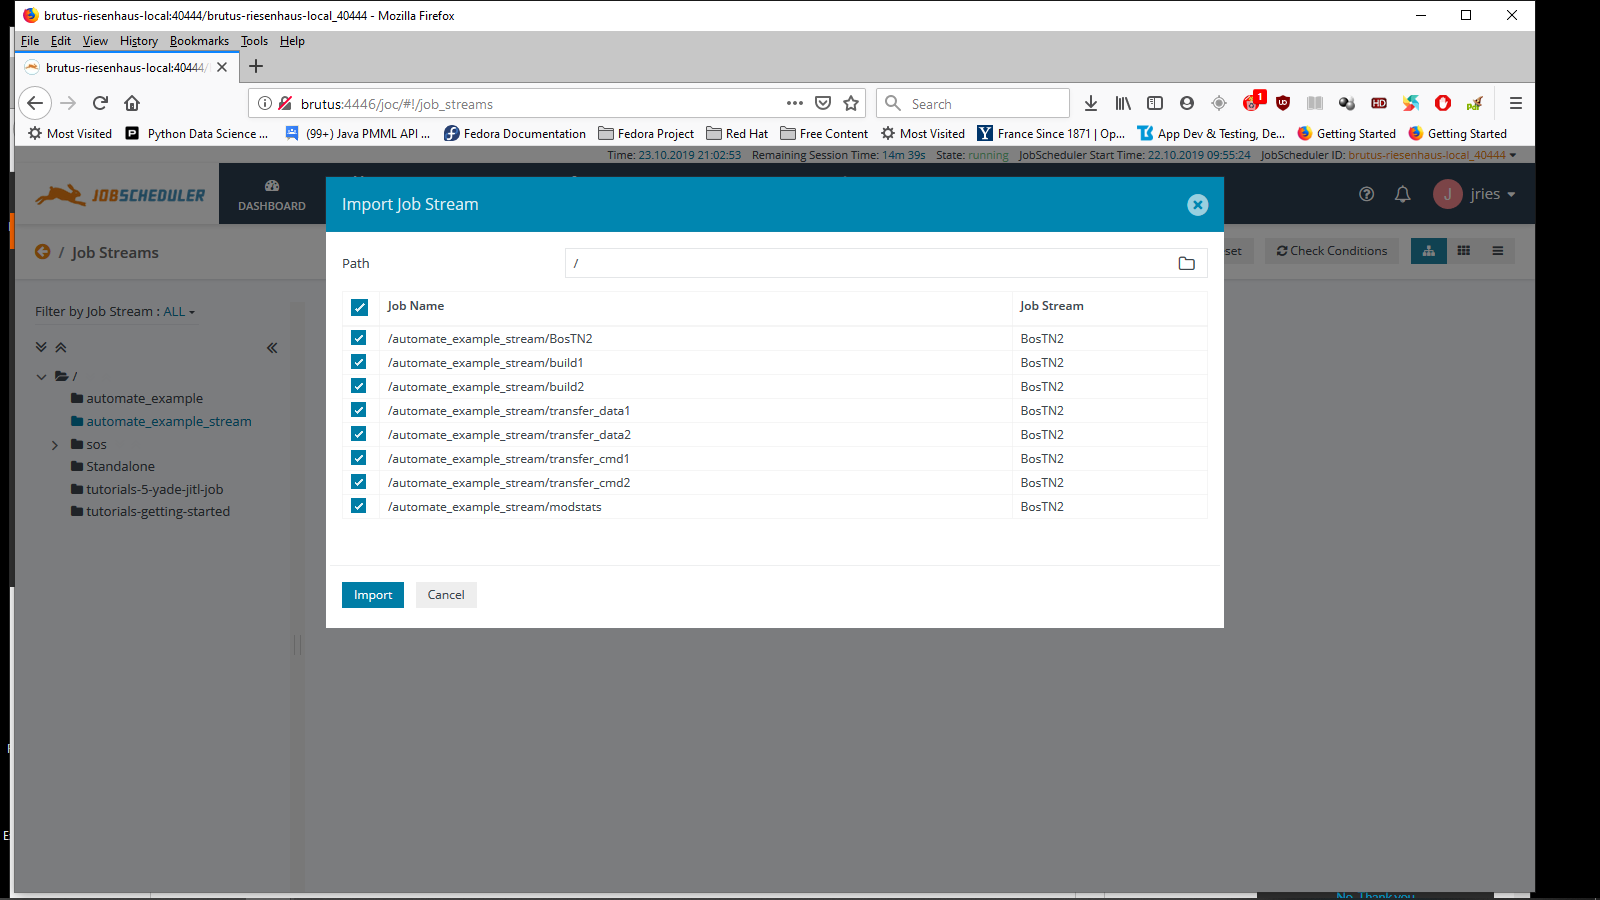 brutus-riesenhaus-local:40444/brutus-riesenhaus-local_40444 - Mozilla Firefox
File Edit View History Bookmarks Tools Help
brutus-riesenhaus-local:40444/
brutus:4446/joc/#!/job_streams
Search
1
HD
Most Visited P Python Data Science ... (99+) Java PMML API ... Fedora Documentation Fedora Project Red Hat Free Content Most Visited Y France Since 1871 | Op... App Dev & Testing, De... Getting Started Getting Started
Time: 23.10.2019 21:02:53 Remaining Session Time: 14m 39s State: running JobScheduler Start Time: 22.10.2019 09:55:24 JobScheduler ID: brutus-riesenhaus-local_40444
JOBSCHEDULER
DASHBOARD
J jries
Import Job Stream
/ Job Streams
set Check Conditions
Path /
Filter by Job Stream : ALL
/
automate_example
automate_example_stream
sos
Standalone
tutorials-5-yade-jitl-job
tutorials-getting-started
Job Name Job Stream
/automate_example_stream/BosTN2 BosTN2
/automate_example_stream/build1 BosTN2
/automate_example_stream/build2 BosTN2
/automate_example_stream/transfer_data1 BosTN2
/automate_example_stream/transfer_data2 BosTN2
/automate_example_stream/transfer_cmd1 BosTN2
/automate_example_stream/transfer_cmd2 BosTN2
/automate_example_stream/modstats BosTN2
Import Cancel
No, Thank you